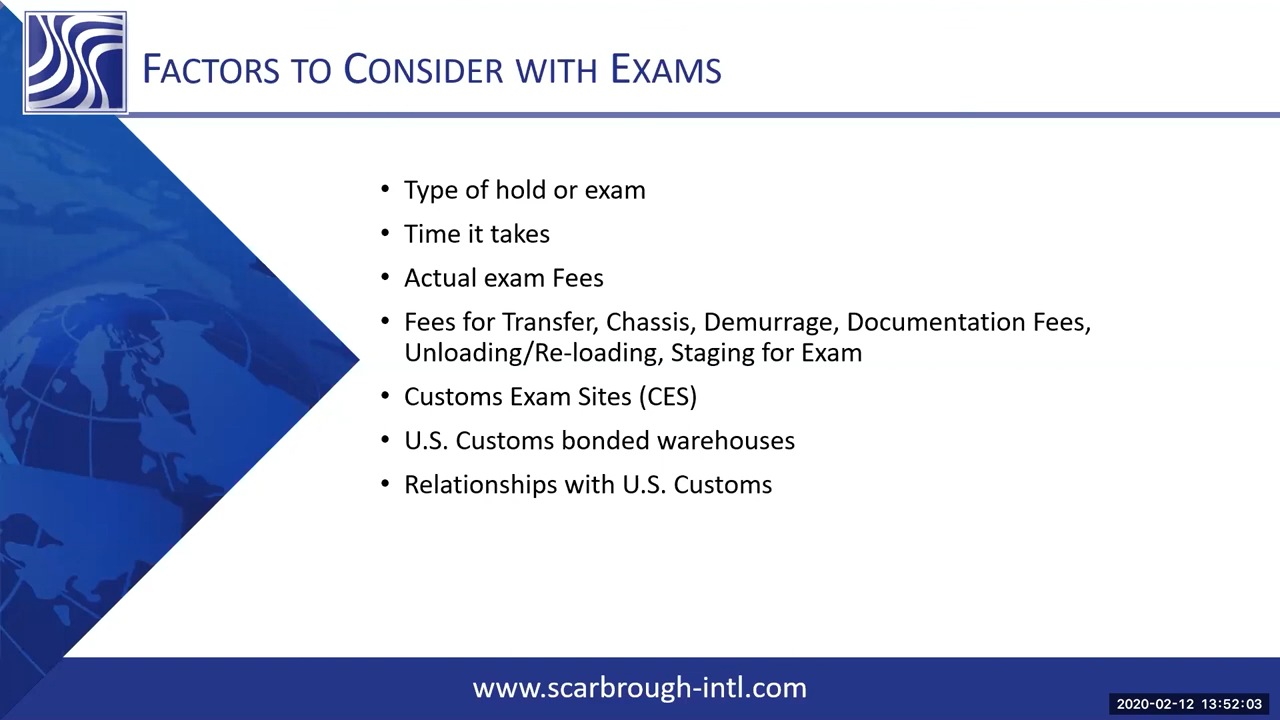 Factors to Consider with Exams
• Type of hold or exam
• Time it takes
• Actual exam Fees
• Fees for Transfer, Chassis, Demurrage, Documentation Fees,
Unloading/Re-loading, Staging for Exam
• Customs Exam Sites (CES)
• U.S. Customs bonded warehouses
• Relationships with U.S. Customs
www.scarbrough-intl.com
2020-02-12 13:52:03